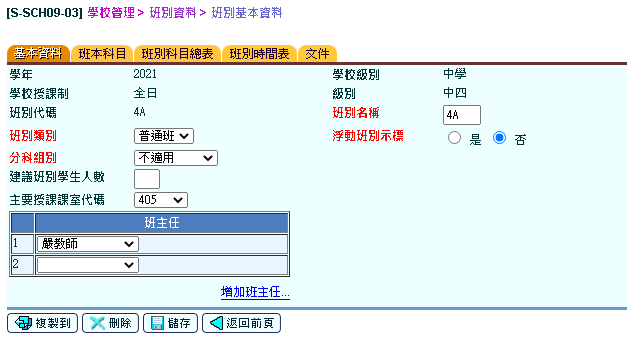 [S-SCH09-03] 學校管理 > 班別資料 > 班別基本資料
基本資料 班本科目 班別科目總表 班別時間表 文件
學年 2021 學校級別 中學
學校授課制 全日 級別 中四
班別代碼 4A 班別名稱 4A
班別類別 普通班 浮動班別示標 是 否
分科組別 不適用
建議班別學生人數
主要授課課室代碼 405
班主任
1 嚴教師
2
增加班主任...
複製到 刪除 儲存 返回前頁